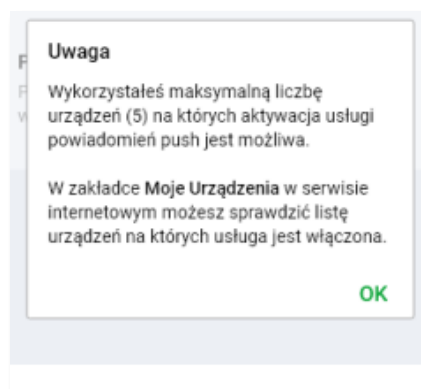 Uwaga
Wykorzystałeś maksymalną liczbę
urządzeń (5) na których aktywacja usługi
powiadomień push jest możliwa.
W zakładce Moje Urządzenia w serwisie
internetowym możesz sprawdzić listę
urządzeń na których usługa jest włączona.
OK